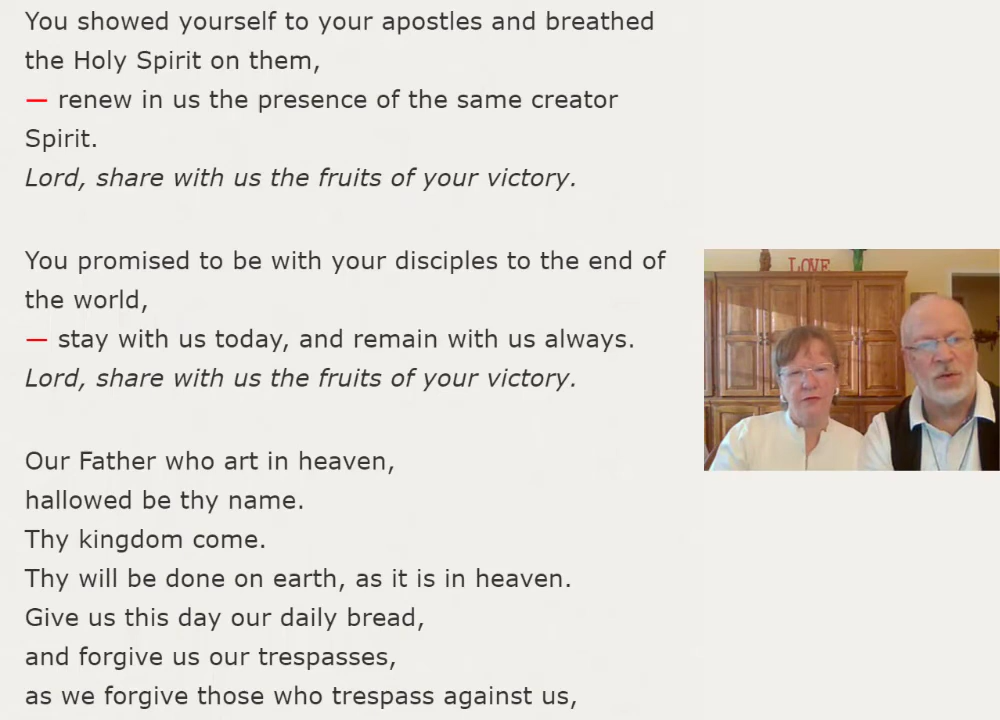 You showed yourself to your apostles and breathed
the Holy Spirit on them,
— renew in us the presence of the same creator
Spirit.
Lord, share with us the fruits of your victory.
You promised to be with your disciples to the end of
the world,
— stay with us today, and remain with us always.
Lord, share with us the fruits of your victory.
LOVE
Our Father who art in heaven,
hallowed be thy name.
Thy kingdom come.
Thy will be done on earth, as it is in heaven.
Give us this day our daily bread,
and forgive us our trespasses,
as we forgive those who trespass against us,